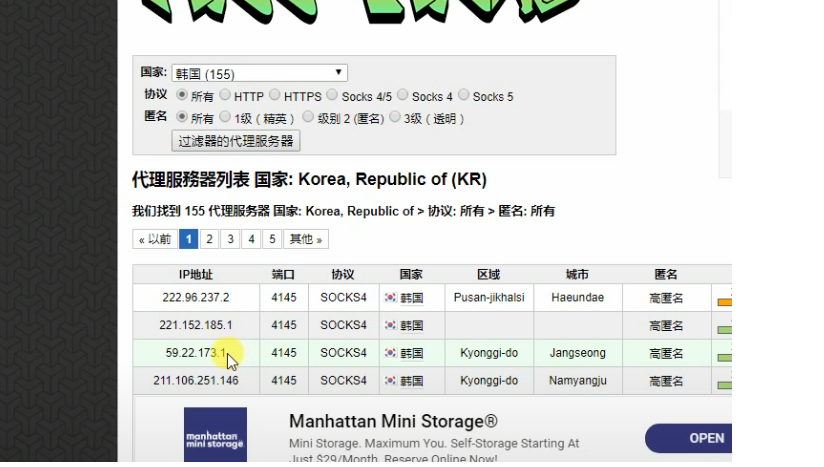 国家: 韩国 (155)
协议 所有 HTTP HTTPS Socks 4/5 Socks 4 Socks 5
匿名 所有 1级（精英） 级别 2 (匿名) 3级（透明）
过滤器的代理服务器
代理服務器列表 国家: Korea, Republic of (KR)
我们找到 155 代理服务器 国家: Korea, Republic of > 协议: 所有 > 匿名: 所有
« 以前 1 2 3 4 5 其他 »
IP地址 端口 协议 国家 区域 城市 匿名
222.96.237.2 4145 SOCKS4 韩国 Pusan-jikhalsi Haeundae 高匿名
221.152.185.1 4145 SOCKS4 韩国 高匿名
59.22.173.1 4145 SOCKS4 韩国 Kyonggi-do Jangseong 高匿名
211.106.251.146 4145 SOCKS4 韩国 Kyonggi-do Namyangju 高匿名
manhattan
mini storage
Manhattan Mini Storage®
Mini Storage. Maximum You. Self-Storage Starting At
Just $29/Month. Reserve Online Now!
OPEN